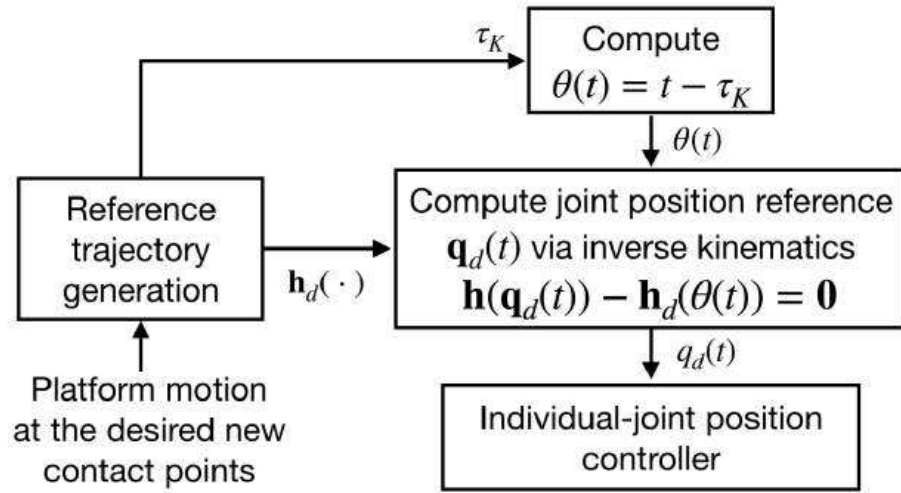 τ_K
Compute
θ(t) = t − τ_K
θ(t)
Reference
trajectory
generation
h_d( · )
Compute joint position reference
q_d(t) via inverse kinematics
h(q_d(t)) − h_d(θ(t)) = 0
q_d(t)
Platform motion
at the desired new
contact points
Individual-joint position
controller